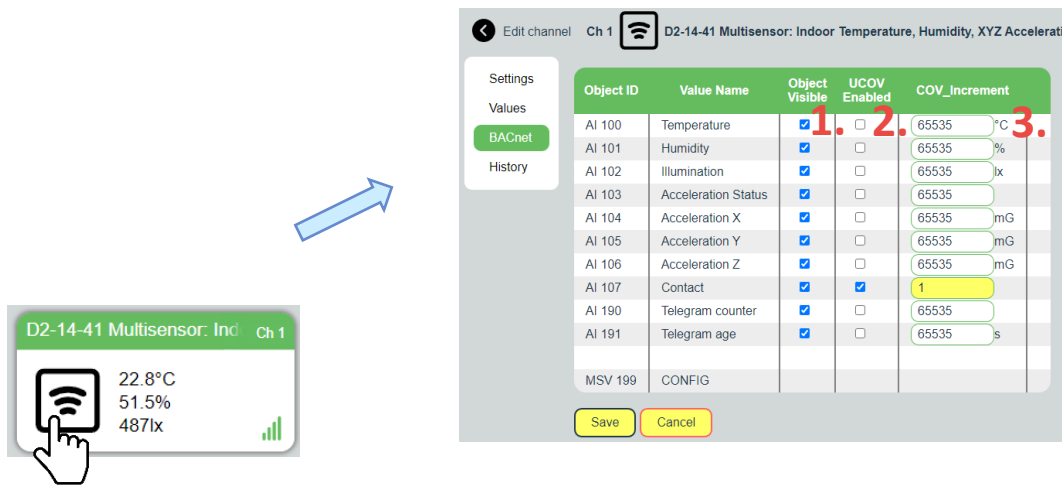 Edit channel Ch 1 D2-14-41 Multisensor: Indoor Temperature, Humidity, XYZ Accelerati
Settings
Values
BACnet
History
Object ID Value Name Object Visible UCOV Enabled COV_Increment
1. 2. 3.
AI 100 Temperature 65535 °C
AI 101 Humidity 65535 %
AI 102 Illumination 65535 lx
AI 103 Acceleration Status 65535
AI 104 Acceleration X 65535 mG
AI 105 Acceleration Y 65535 mG
AI 106 Acceleration Z 65535 mG
AI 107 Contact 1
AI 190 Telegram counter 65535
AI 191 Telegram age 65535 s
MSV 199 CONFIG
Save Cancel
D2-14-41 Multisensor: Ind Ch 1
22.8°C
51.5%
487lx